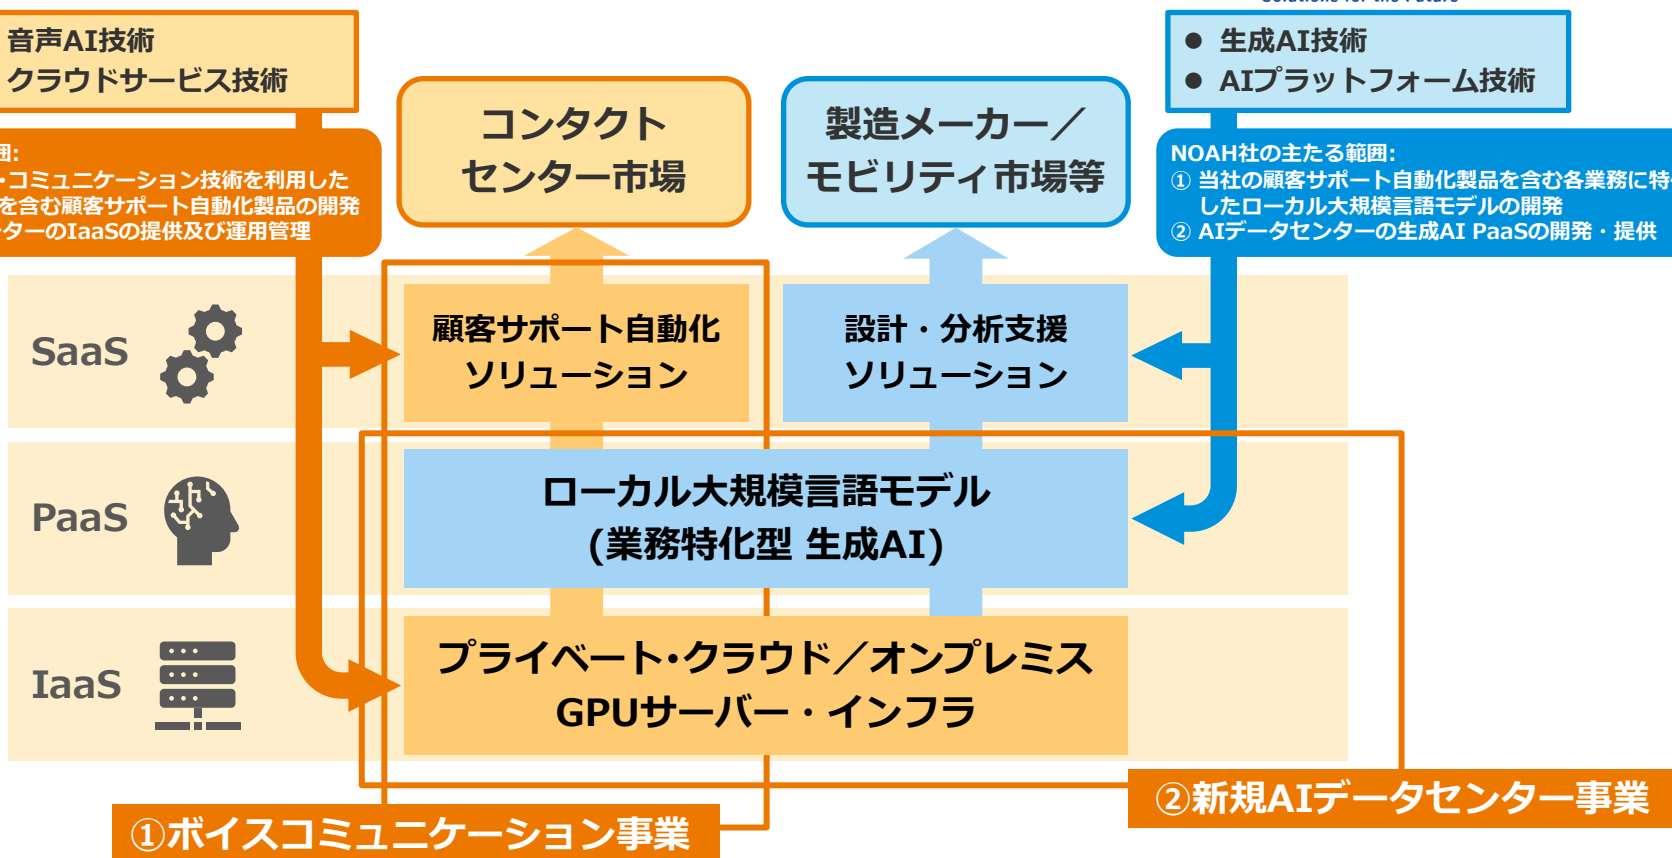 音声AI技術
クラウドサービス技術
コンタクト
センター市場
製造メーカー／
モビリティ市場等
● 生成AI技術
● AIプラットフォーム技術
囲:
・コミュニケーション技術を利用した
を含む顧客サポート自動化製品の開発
ターのIaaSの提供及び運用管理
NOAH社の主たる範囲:
① 当社の顧客サポート自動化製品を含む各業務に特
したローカル大規模言語モデルの開発
② AIデータセンターの生成AI PaaSの開発・提供
SaaS
顧客サポート自動化
ソリューション
設計・分析支援
ソリューション
PaaS
ローカル大規模言語モデル
(業務特化型 生成AI)
IaaS
プライベート・クラウド／オンプレミス
GPUサーバー・インフラ
②新規AIデータセンター事業
①ボイスコミュニケーション事業